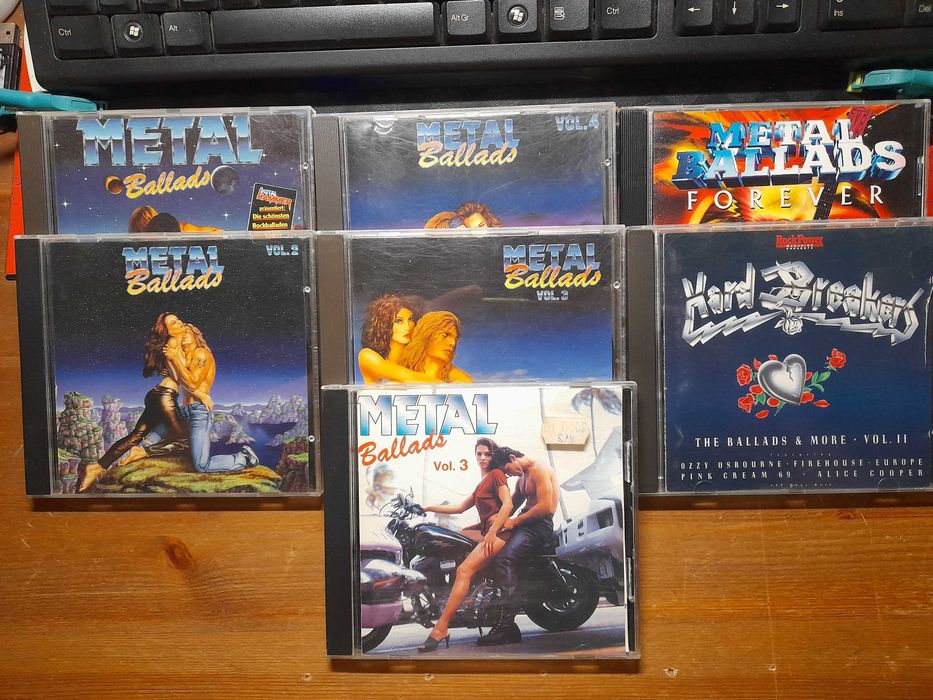 Ctrl
Alt
Alt Gr
Ctrl
Ins
METAL
Ballads
METAL
HAMMER
präsentiert:
Die schönsten
Rockballaden
METAL
Ballads
VOL.4
METAL
BALLADS
FOREVER
METAL
Ballads
VOL.2
METAL
Ballads
VOL.3
RockPower
Hard Breakers
THE BALLADS & MORE · VOL. II
OZZY OSBOURNE · FIREHOUSE · EUROPE
PINK CREAM 69 · ALICE COOPER
METAL
Ballads
Vol. 3